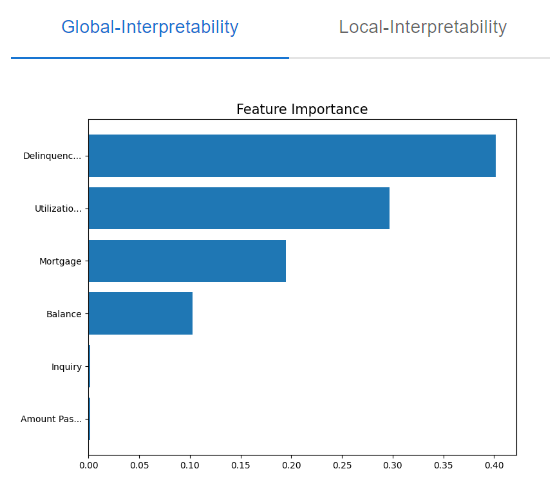 Global-Interpretability
Local-Interpretability
Feature Importance
Delinquenc...
Utilizatio...
Mortgage
Balance
Inquiry
Amount Pas...
0.00 0.05 0.10 0.15 0.20 0.25 0.30 0.35 0.40